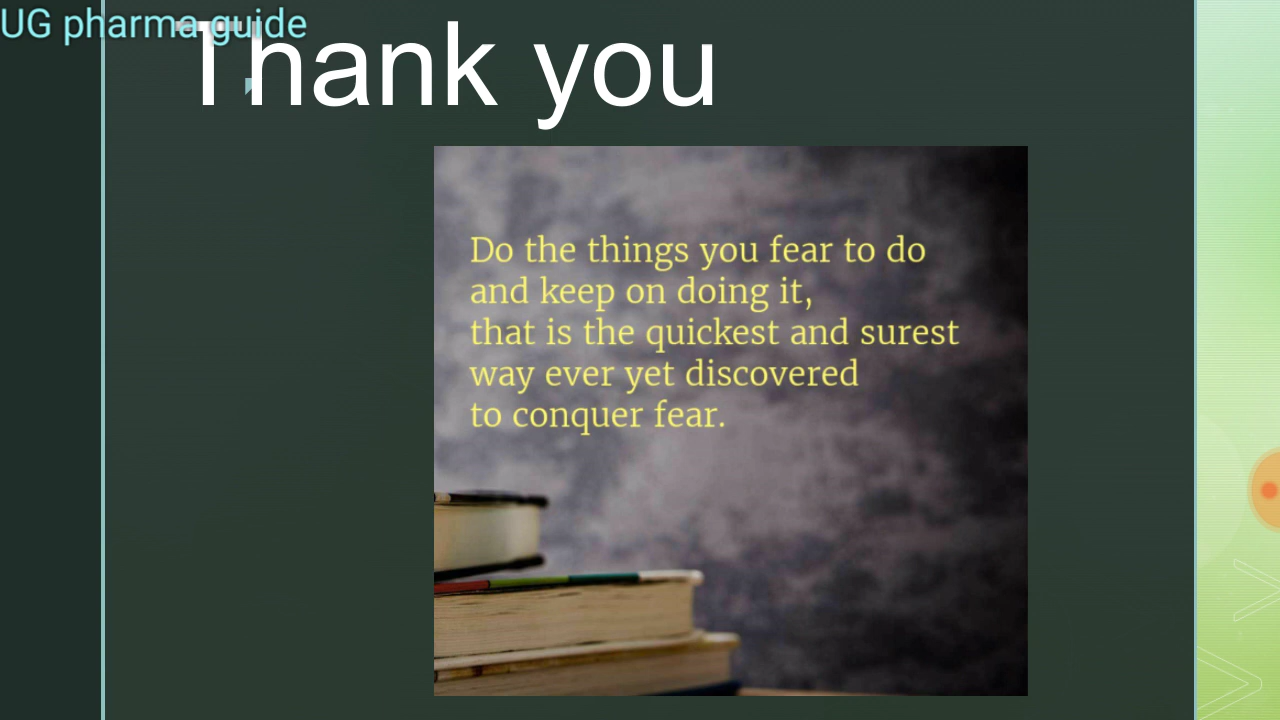 UG pharma guide
Thank you
Do the things you fear to do
and keep on doing it,
that is the quickest and surest
way ever yet discovered
to conquer fear.